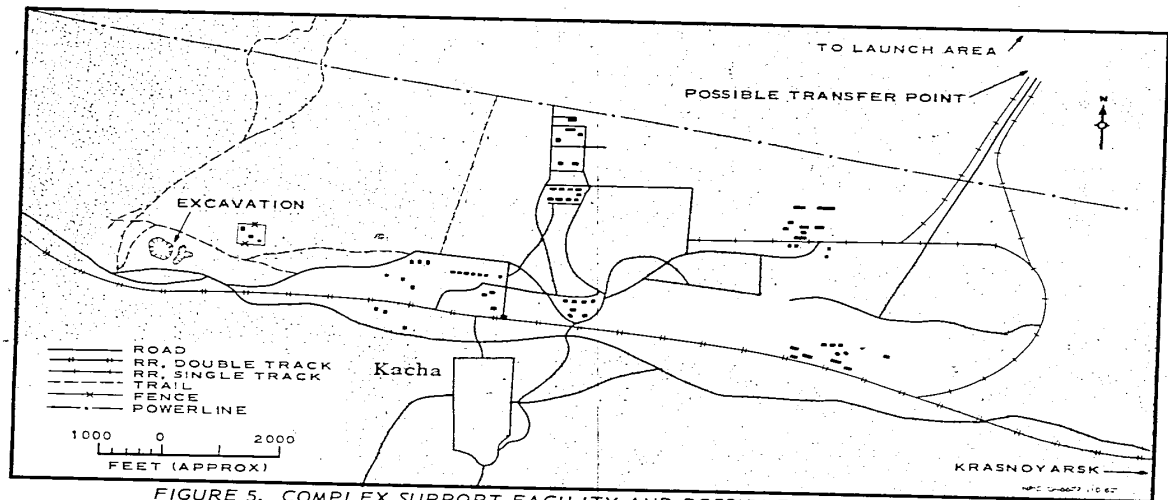 TO LAUNCH AREA
POSSIBLE TRANSFER POINT
N
EXCAVATION
ROAD
RR. DOUBLE TRACK
RR. SINGLE TRACK
TRAIL
FENCE
POWERLINE
Kacha
1000 0 2000
FEET (APPROX)
KRASNOYARSK
FIGURE 5. COMPLEX SUPPORT FACILITY AND